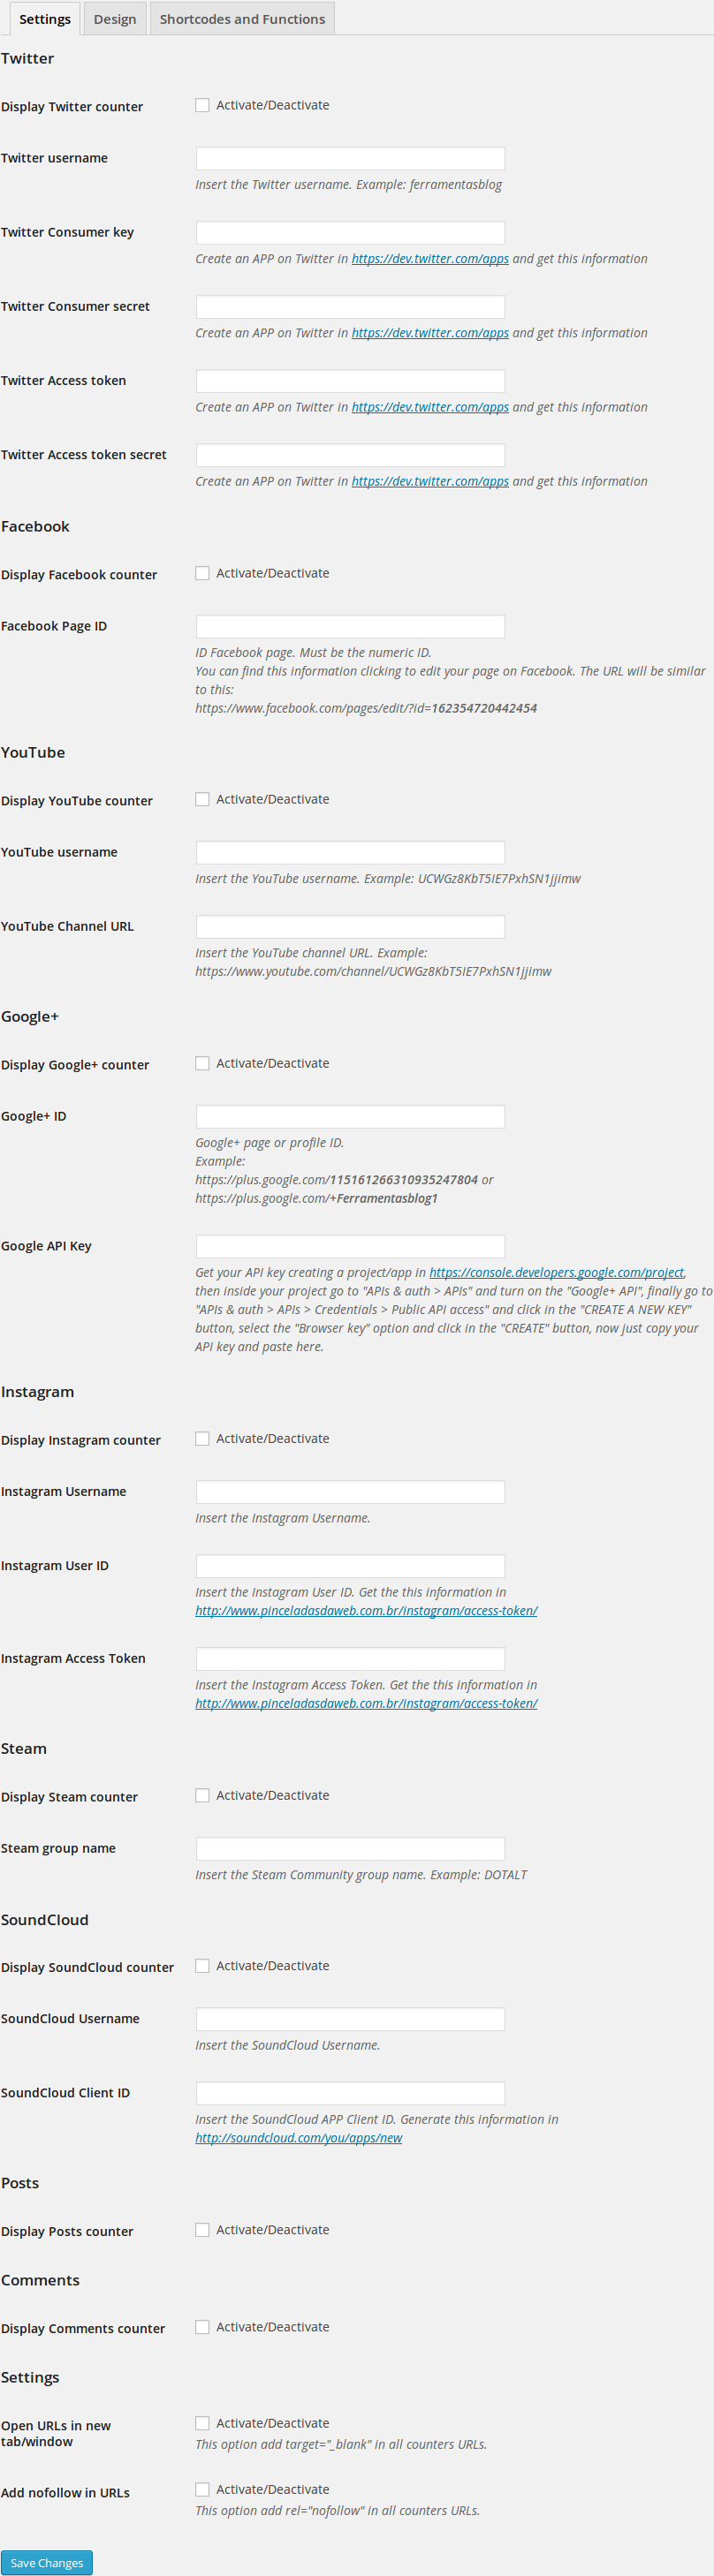 Settings
Design
Shortcodes and Functions
Twitter
Display Twitter counter
Activate/Deactivate
Twitter username
Insert the Twitter username. Example: ferramentasblog
Twitter Consumer key
Create an APP on Twitter in https://dev.twitter.com/apps and get this information
Twitter Consumer secret
Create an APP on Twitter in https://dev.twitter.com/apps and get this information
Twitter Access token
Create an APP on Twitter in https://dev.twitter.com/apps and get this information
Twitter Access token secret
Create an APP on Twitter in https://dev.twitter.com/apps and get this information
Facebook
Display Facebook counter
Activate/Deactivate
Facebook Page ID
ID Facebook page. Must be the numeric ID.
You can find this information clicking to edit your page on Facebook. The URL will be similar
to this:
https://www.facebook.com/pages/edit/?id=162354720442454
YouTube
Display YouTube counter
Activate/Deactivate
YouTube username
Insert the YouTube username. Example: UCWGz8KbT5IE7PxhSN1jjimw
YouTube Channel URL
Insert the YouTube channel URL. Example:
https://www.youtube.com/channel/UCWGz8KbT5IE7PxhSN1jjimw
Google+
Display Google+ counter
Activate/Deactivate
Google+ ID
Google+ page or profile ID.
Example:
https://plus.google.com/115161266310935247804 or
https://plus.google.com/+Ferramentasblog1
Google API Key
Get your API key creating a project/app in https://console.developers.google.com/project,
then inside your project go to "APIs & auth > APIs" and turn on the "Google+ API", finally go to
"APIs & auth > APIs > Credentials > Public API access" and click in the "CREATE A NEW KEY"
button, select the "Browser key" option and click in the "CREATE" button, now just copy your
API key and paste here.
Instagram
Display Instagram counter
Activate/Deactivate
Instagram Username
Insert the Instagram Username.
Instagram User ID
Insert the Instagram User ID. Get the this information in
http://www.pinceladasdaweb.com.br/instagram/access-token/
Instagram Access Token
Insert the Instagram Access Token. Get the this information in
http://www.pinceladasdaweb.com.br/instagram/access-token/
Steam
Display Steam counter
Activate/Deactivate
Steam group name
Insert the Steam Community group name. Example: DOTALT
SoundCloud
Display SoundCloud counter
Activate/Deactivate
SoundCloud Username
Insert the SoundCloud Username.
SoundCloud Client ID
Insert the SoundCloud APP Client ID. Generate this information in
http://soundcloud.com/you/apps/new
Posts
Display Posts counter
Activate/Deactivate
Comments
Display Comments counter
Activate/Deactivate
Settings
Open URLs in new
tab/window
Activate/Deactivate
This option add target="_blank" in all counters URLs.
Add nofollow in URLs
Activate/Deactivate
This option add rel="nofollow" in all counters URLs.
Save Changes